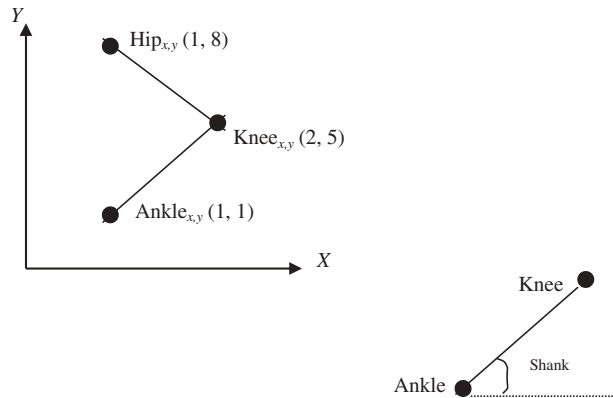 Y
Hip x,y (1, 8)
Knee x,y (2, 5)
Ankle x,y (1, 1)
X
Knee
Shank
Ankle